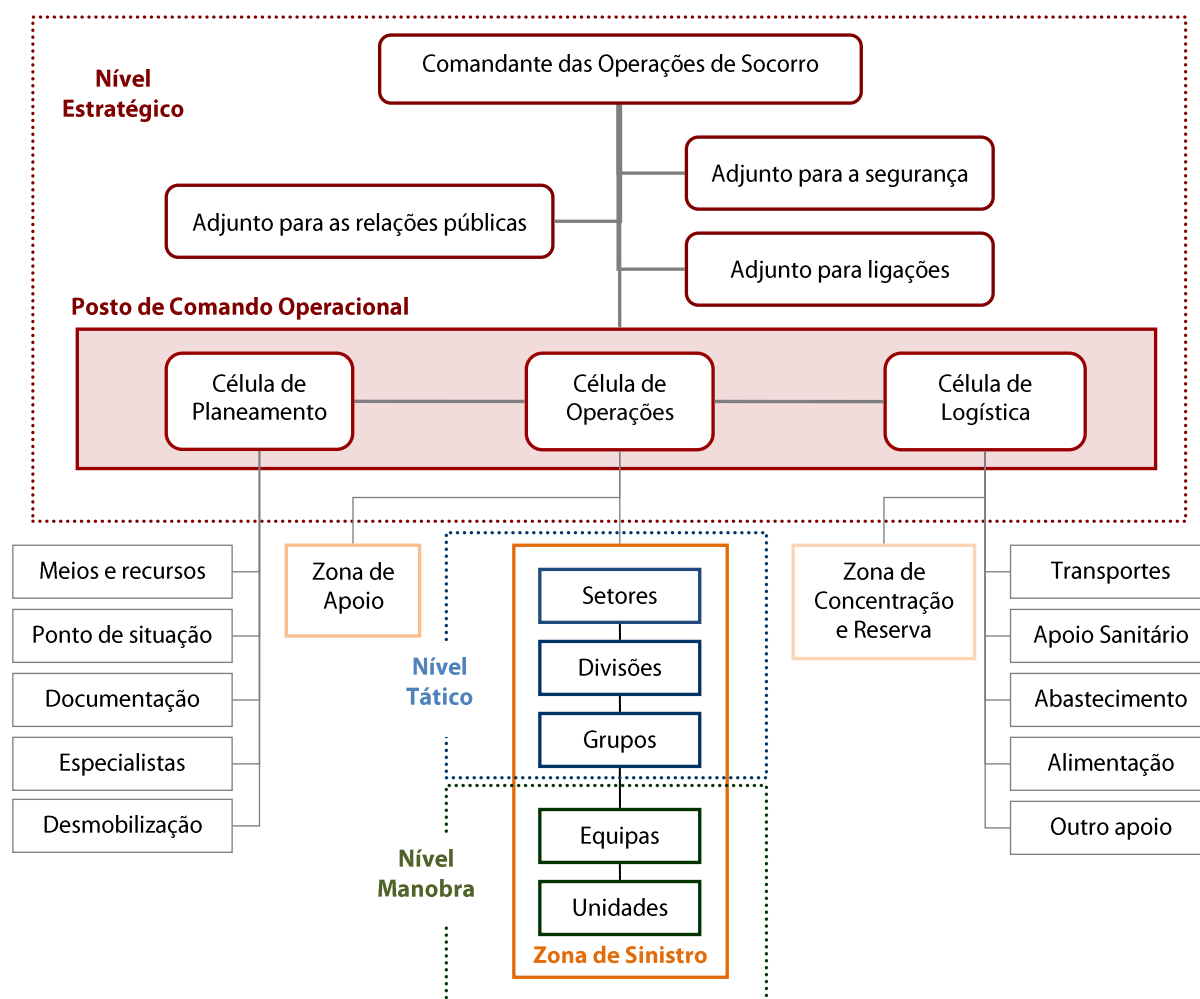 Comandante das Operações de Socorro
Nível
Estratégico
Adjunto para a segurança
Adjunto para as relações públicas
Adjunto para ligações
Posto de Comando Operacional
Célula de
Planeamento
Célula de
Operações
Célula de
Logística
Meios e recursos
Ponto de situação
Documentação
Especialistas
Desmobilização
Zona de
Apoio
Nível
Tático
Setores
Divisões
Grupos
Nível
Manobra
Equipas
Unidades
Zona de Sinistro
Zona de
Concentração
e Reserva
Transportes
Apoio Sanitário
Abastecimento
Alimentação
Outro apoio